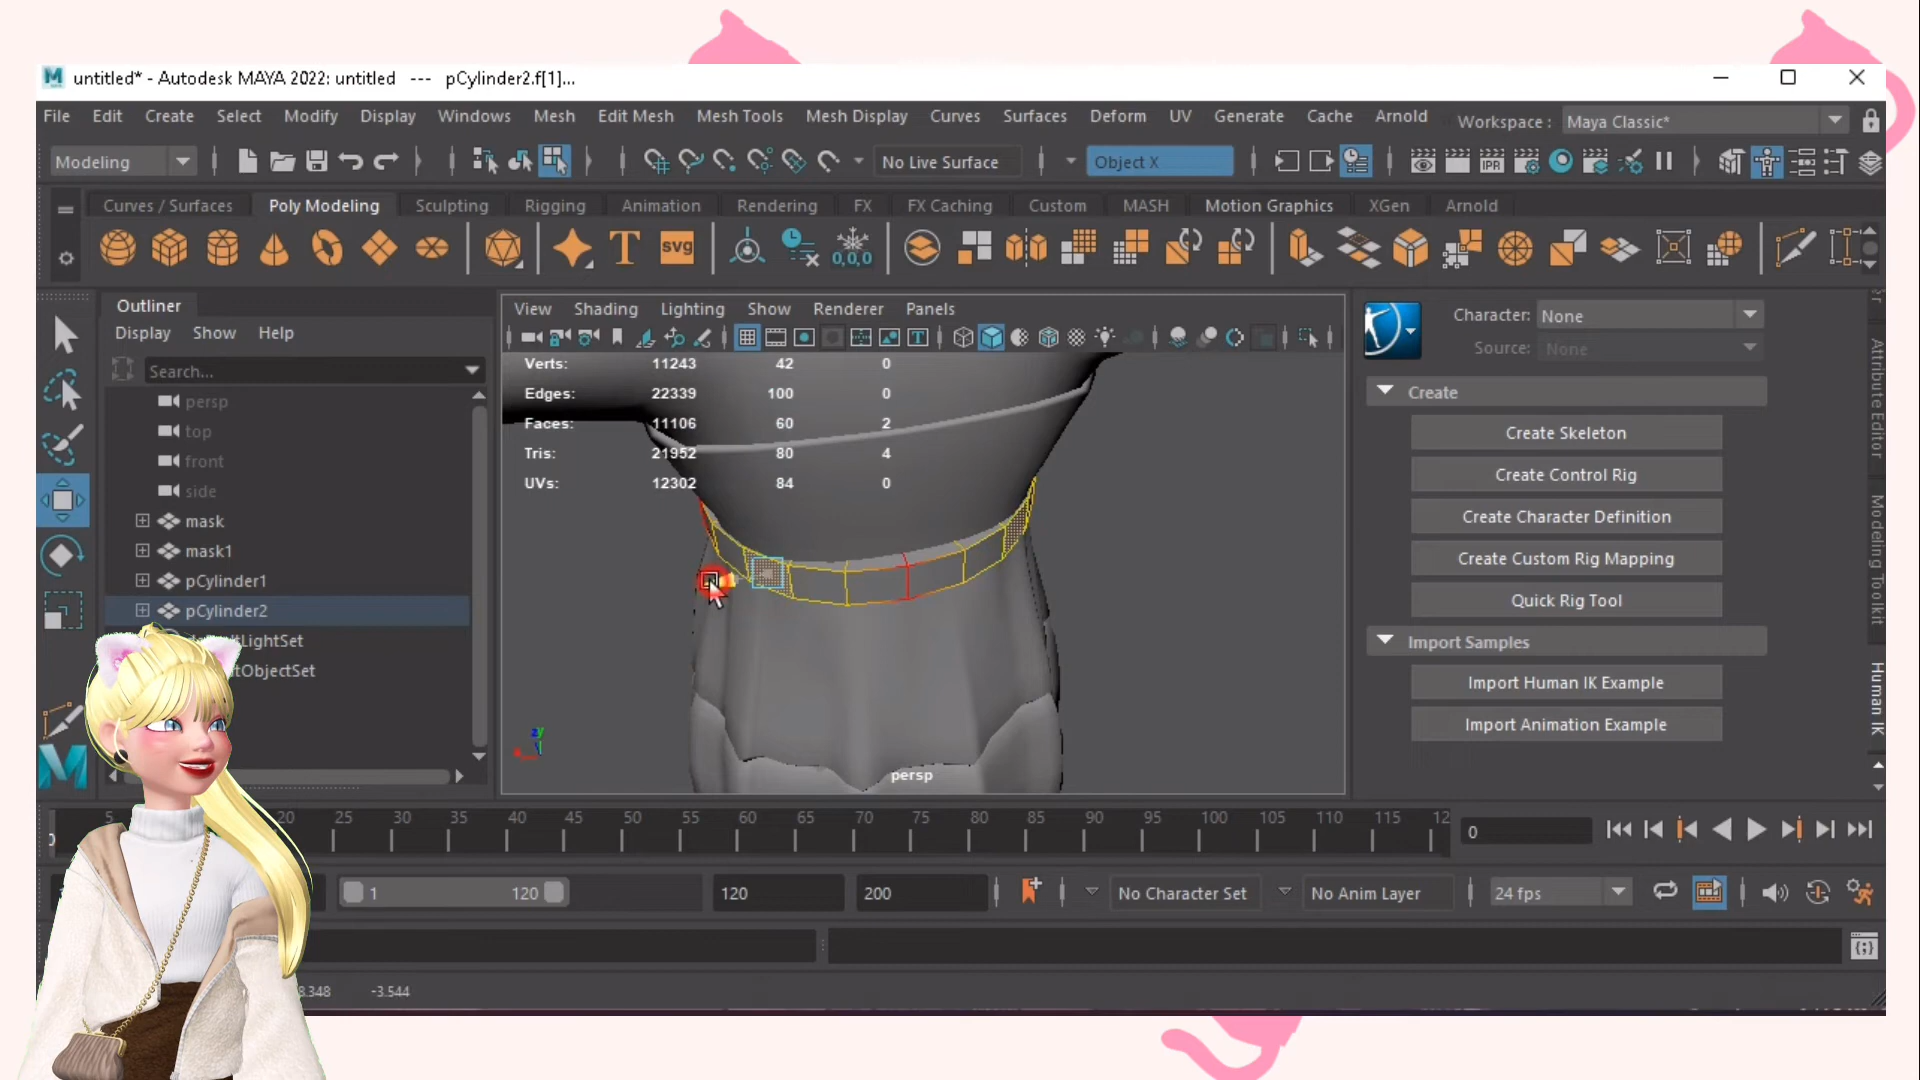 untitled* - Autodesk MAYA 2022: untitled --- pCylinder2.f[1]...
File Edit Create Select Modify Display Windows Mesh Edit Mesh Mesh Tools Mesh Display Curves Surfaces Deform UV Generate Cache Arnold Workspace : Maya Classic*
Modeling No Live Surface Object X IPR
Curves / Surfaces Poly Modeling Sculpting Rigging Animation Rendering FX FX Caching Custom MASH Motion Graphics XGen Arnold
T svg 0,0,0
Outliner
Display Show Help
Search...
persp
top
front
side
mask
mask1
pCylinder1
pCylinder2
ltLightSet
tObjectSet
View Shading Lighting Show Renderer Panels
Verts: 11243 42 0
Edges: 22339 100 0
Faces: 11106 60 2
Tris: 21952 80 4
UVs: 12302 84 0
persp
Character: None
Source: None
Create
Create Skeleton
Create Control Rig
Create Character Definition
Create Custom Rig Mapping
Quick Rig Tool
Import Samples
Import Human IK Example
Import Animation Example
Attribute Editor
Modeling Toolkit
Human IK
5 20 25 30 35 40 45 50 55 60 65 70 75 80 85 90 95 100 105 110 115 12
0
1 120 120 200 No Character Set No Anim Layer 24 fps
8.348 -3.544